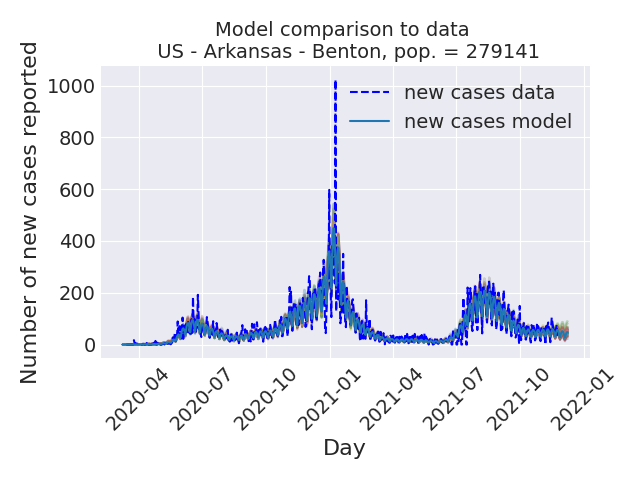 Model comparison to data
US - Arkansas - Benton, pop. = 279141
Number of new cases reported
1000
800
600
400
200
0
new cases data
new cases model
2020-04
2020-07
2020-10
2021-01
2021-04
2021-07
2021-10
2022-01
Day